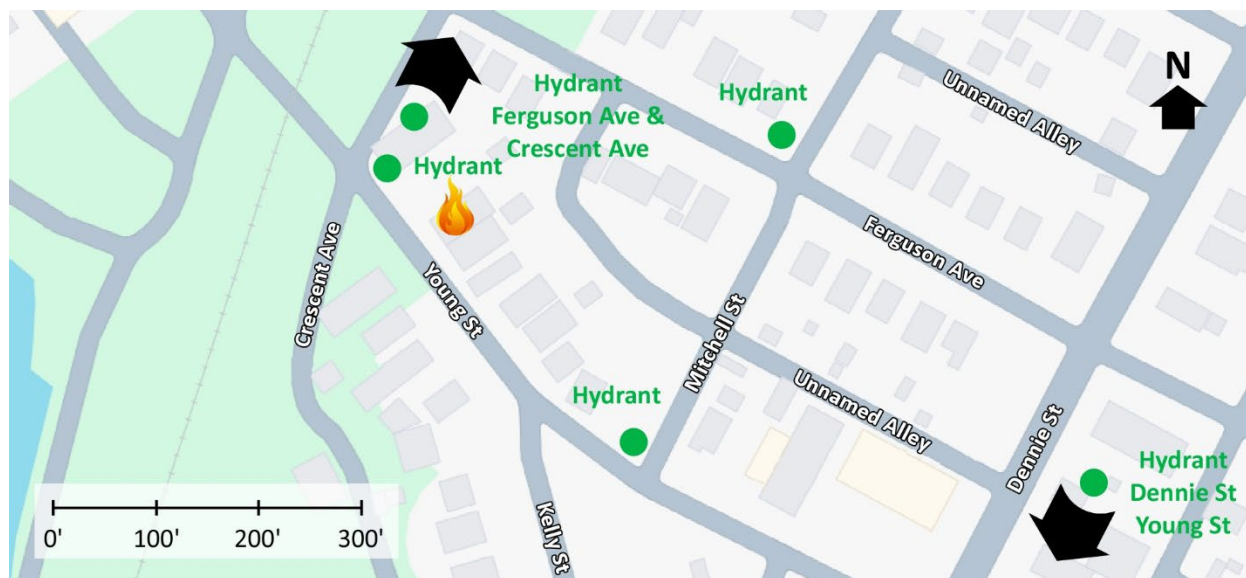 Hydrant
Ferguson Ave &
Crescent Ave
Hydrant
N
Unnamed Alley
Hydrant
Ferguson Ave
Crescent Ave
Young St
Mitchell St
Hydrant
Unnamed Alley
Dennie St
Hydrant
Dennie St
Young St
Kelly St
0' 100' 200' 300'